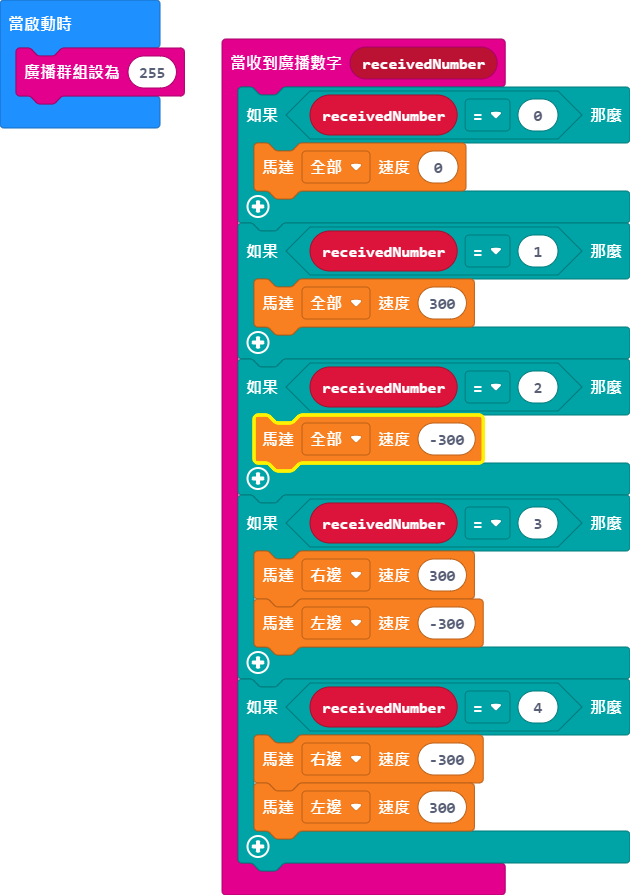 當啟動時
廣播群組設為 255
當收到廣播數字 receivedNumber
如果 receivedNumber = 0 那麼
馬達 全部 速度 0
如果 receivedNumber = 1 那麼
馬達 全部 速度 300
如果 receivedNumber = 2 那麼
馬達 全部 速度 -300
如果 receivedNumber = 3 那麼
馬達 右邊 速度 300
馬達 左邊 速度 -300
如果 receivedNumber = 4 那麼
馬達 右邊 速度 -300
馬達 左邊 速度 300